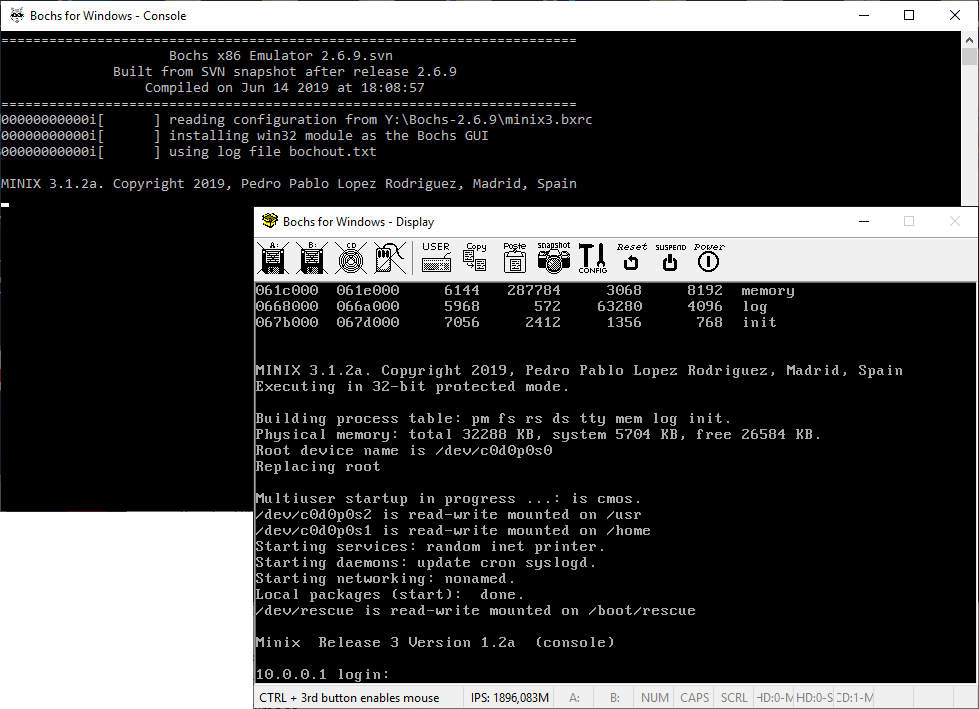 Bochs for Windows - Console
================================================================================
Bochs x86 Emulator 2.6.9.svn
Built from SVN snapshot after release 2.6.9
Compiled on Jun 14 2019 at 18:08:57
================================================================================
00000000000i[      ] reading configuration from Y:\Bochs-2.6.9\minix3.bxrc
00000000000i[      ] installing win32 module as the Bochs GUI
00000000000i[      ] using log file bochout.txt
MINIX 3.1.2a. Copyright 2019, Pedro Pablo Lopez Rodriguez, Madrid, Spain
Bochs for Windows - Display
A: B: CD USER Copy Paste snapshot CONFIG Reset SUSPEND Power
061c000 061e000 6144 287784 3068 8192 memory
0668000 066a000 5968 572 63280 4096 log
067b000 067d000 7056 2412 1356 768 init
MINIX 3.1.2a. Copyright 2019, Pedro Pablo Lopez Rodriguez, Madrid, Spain
Executing in 32-bit protected mode.
Building process table: pm fs rs ds tty mem log init.
Physical memory: total 32288 KB, system 5704 KB, free 26584 KB.
Root device name is /dev/c0d0p0s0
Replacing root
Multiuser startup in progress ...: is cmos.
/dev/c0d0p0s2 is read-write mounted on /usr
/dev/c0d0p0s1 is read-write mounted on /home
Starting services: random inet printer.
Starting daemons: update cron syslogd.
Starting networking: nonamed.
Local packages (start):  done.
/dev/rescue is read-write mounted on /boot/rescue
Minix  Release 3 Version 1.2a  (console)
10.0.0.1 login:
CTRL + 3rd button enables mouse IPS: 1896,083M A: B: NUM CAPS SCRL HD:0-M HD:0-S CD:1-M